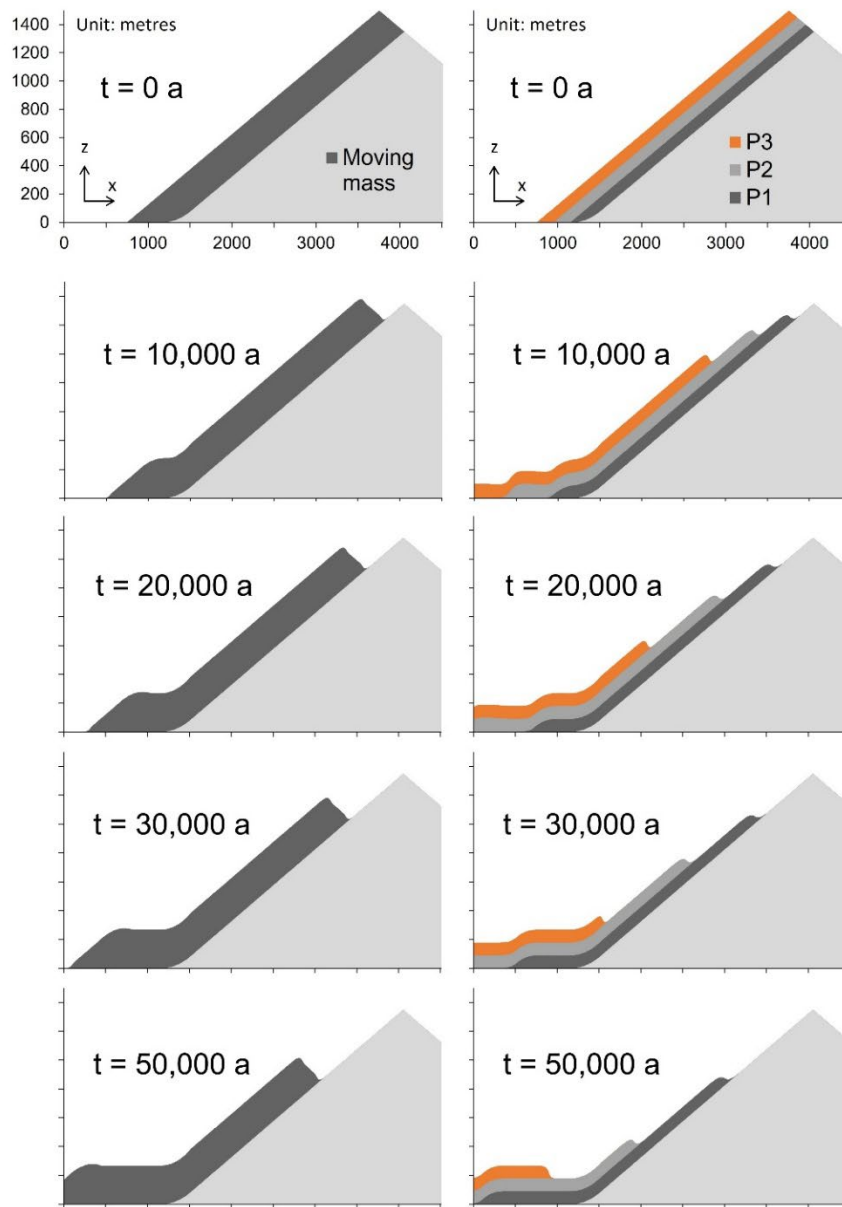 1400
1200
1000
800
600
400
200
0
Unit: metres
t = 0 a
z
x
Moving
mass
0 1000 2000 3000 4000
Unit: metres
t = 0 a
z
x
P3
P2
P1
0 1000 2000 3000 4000
t = 10,000 a
t = 10,000 a
t = 20,000 a
t = 20,000 a
t = 30,000 a
t = 30,000 a
t = 50,000 a
t = 50,000 a